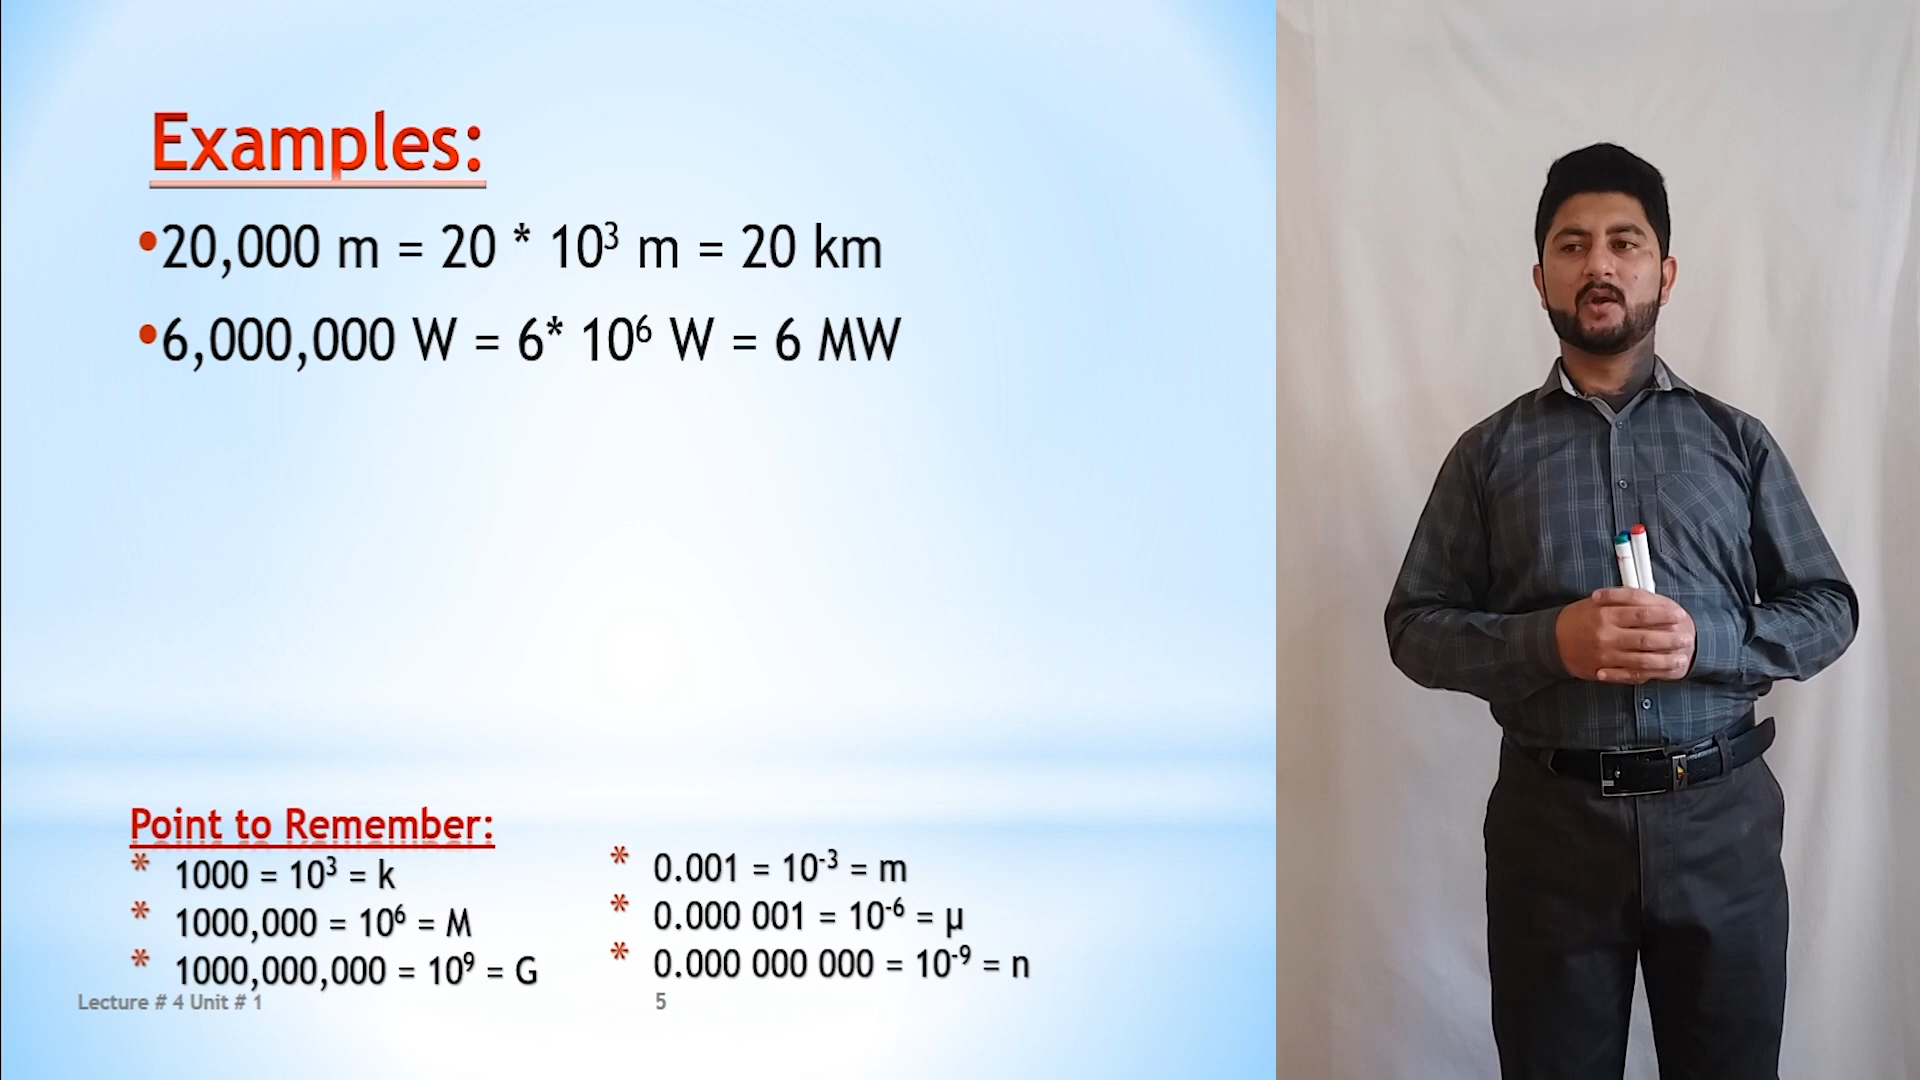 Examples:
•20,000 m = 20 * 10³ m = 20 km
•6,000,000 W = 6* 10⁶ W = 6 MW
Point to Remember:
* 1000 = 10³ = k
* 1000,000 = 10⁶ = M
* 1000,000,000 = 10⁹ = G
* 0.001 = 10⁻³ = m
* 0.000 001 = 10⁻⁶ = μ
* 0.000 000 000 = 10⁻⁹ = n
Lecture # 4 Unit # 1
5